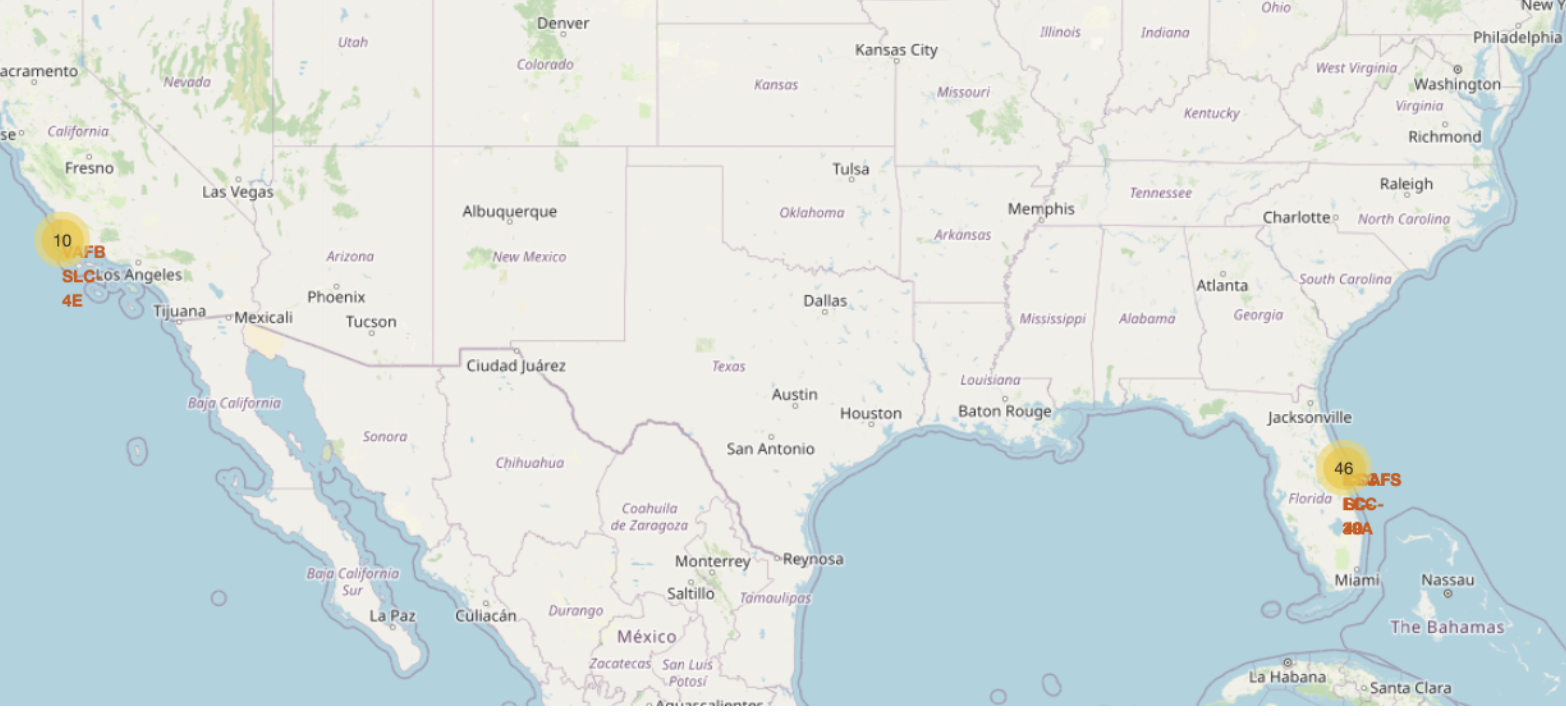 New Y
Ohio
Denver
Illinois
Indiana
Philadelphia
Utah
Kansas City
Colorado
acramento
West Virginia
Nevada
Kansas
Washington
Missouri
Virginia
Kentucky
California
se
Richmond
Fresno
Tulsa
Las Vegas
Tennessee
Raleigh
Albuquerque
Oklahoma
Memphis
Charlotte
North Carolina
10
Arkansas
VAFB
Arizona
New Mexico
SLC-
Los Angeles
South Carolina
4E
Phoenix
Dallas
Atlanta
Tijuana
Mexicali
Tucson
Mississippi
Alabama
Georgia
Ciudad Juárez
Texas
Louisiana
Austin
Baja California
Houston
Baton Rouge
Jacksonville
Sonora
San Antonio
Chihuahua
46
Florida
Coahuila
de Zaragoza
Monterrey
Reynosa
Baja California
Sur
Saltillo
Tamaulipas
Miami
Nassau
La Paz
Culiacán
Durango
México
The Bahamas
Zacatecas
San Luis
Potosí
La Habana
Santa Clara
Aguascalientes